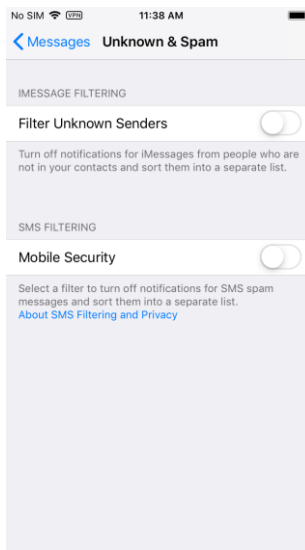 No SIM VPN 11:38 AM
Messages Unknown & Spam
IMESSAGE FILTERING
Filter Unknown Senders
Turn off notifications for iMessages from people who are
not in your contacts and sort them into a separate list.
SMS FILTERING
Mobile Security
Select a filter to turn off notifications for SMS spam
messages and sort them into a separate list.
About SMS Filtering and Privacy